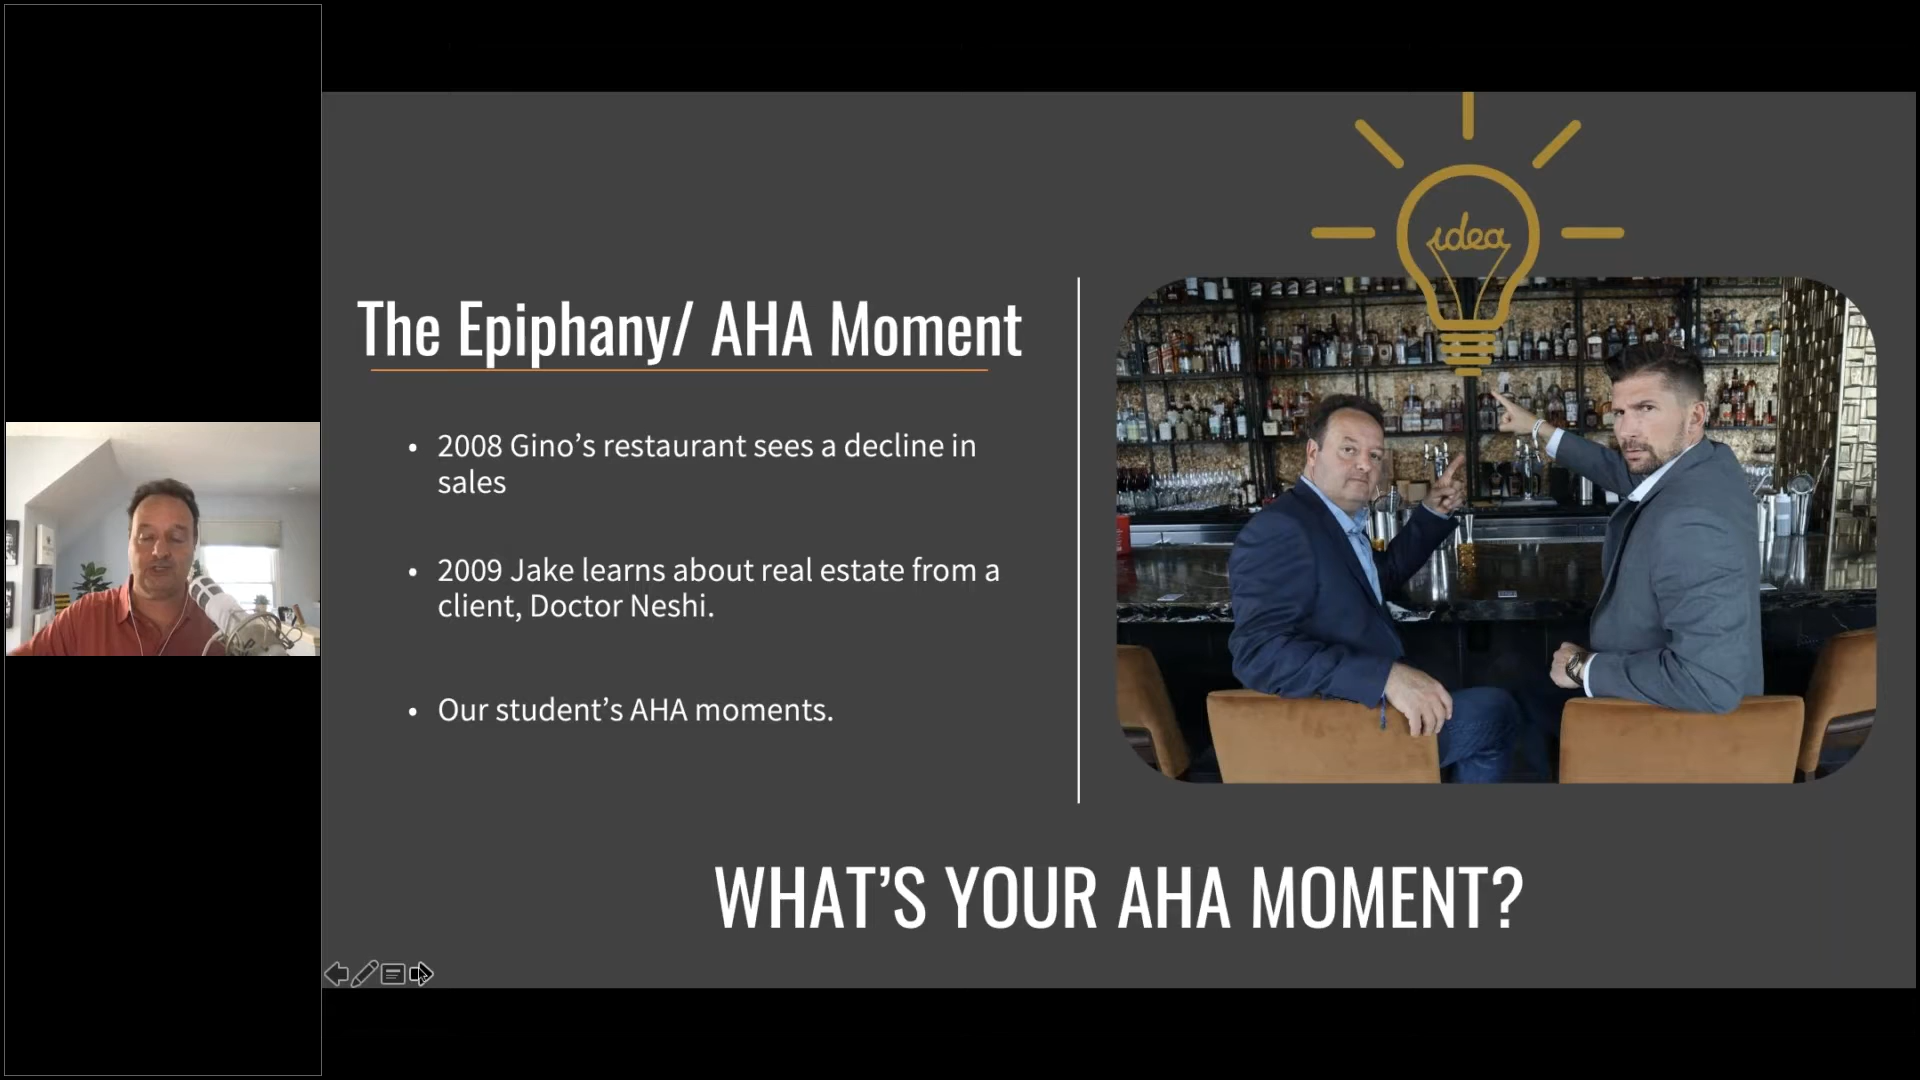 idea
The Epiphany/ AHA Moment
• 2008 Gino’s restaurant sees a decline in
sales
• 2009 Jake learns about real estate from a
client, Doctor Neshi.
• Our student’s AHA moments.
WHAT’S YOUR AHA MOMENT?